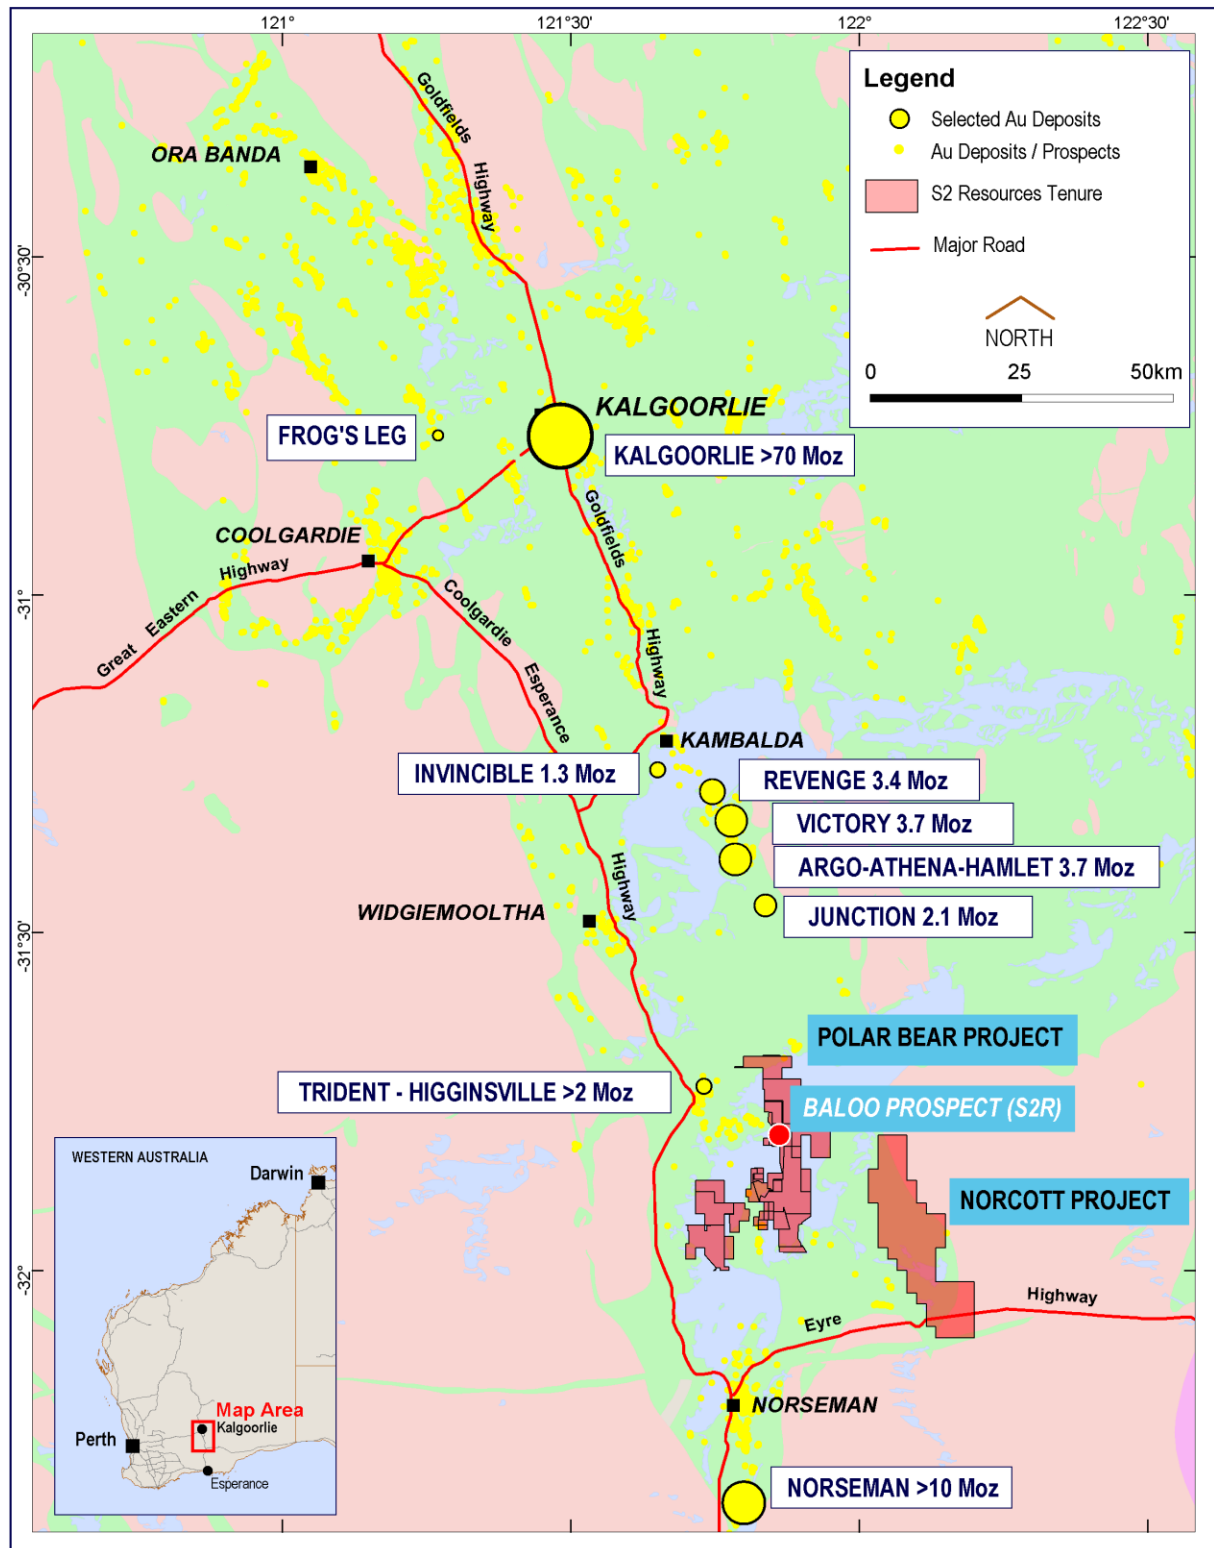 121°
121°30'
122°
122°30'
Legend
Selected Au Deposits
Au Deposits / Prospects
S2 Resources Tenure
Major Road
NORTH
0 25 50km
Goldfields
Highway
ORA BANDA
-30°30'
KALGOORLIE
FROG'S LEG
KALGOORLIE >70 Moz
Goldfields
Highway
COOLGARDIE
Great Eastern Highway
-31°
Coolgardie Esperance Highway
KAMBALDA
INVINCIBLE 1.3 Moz
REVENGE 3.4 Moz
VICTORY 3.7 Moz
ARGO-ATHENA-HAMLET 3.7 Moz
WIDGIEMOOLTHA
JUNCTION 2.1 Moz
-31°30'
POLAR BEAR PROJECT
TRIDENT - HIGGINSVILLE >2 Moz
BALOO PROSPECT (S2R)
NORCOTT PROJECT
-32°
Eyre Highway
NORSEMAN
NORSEMAN >10 Moz
WESTERN AUSTRALIA
Darwin
Map Area
Kalgoorlie
Perth
Esperance